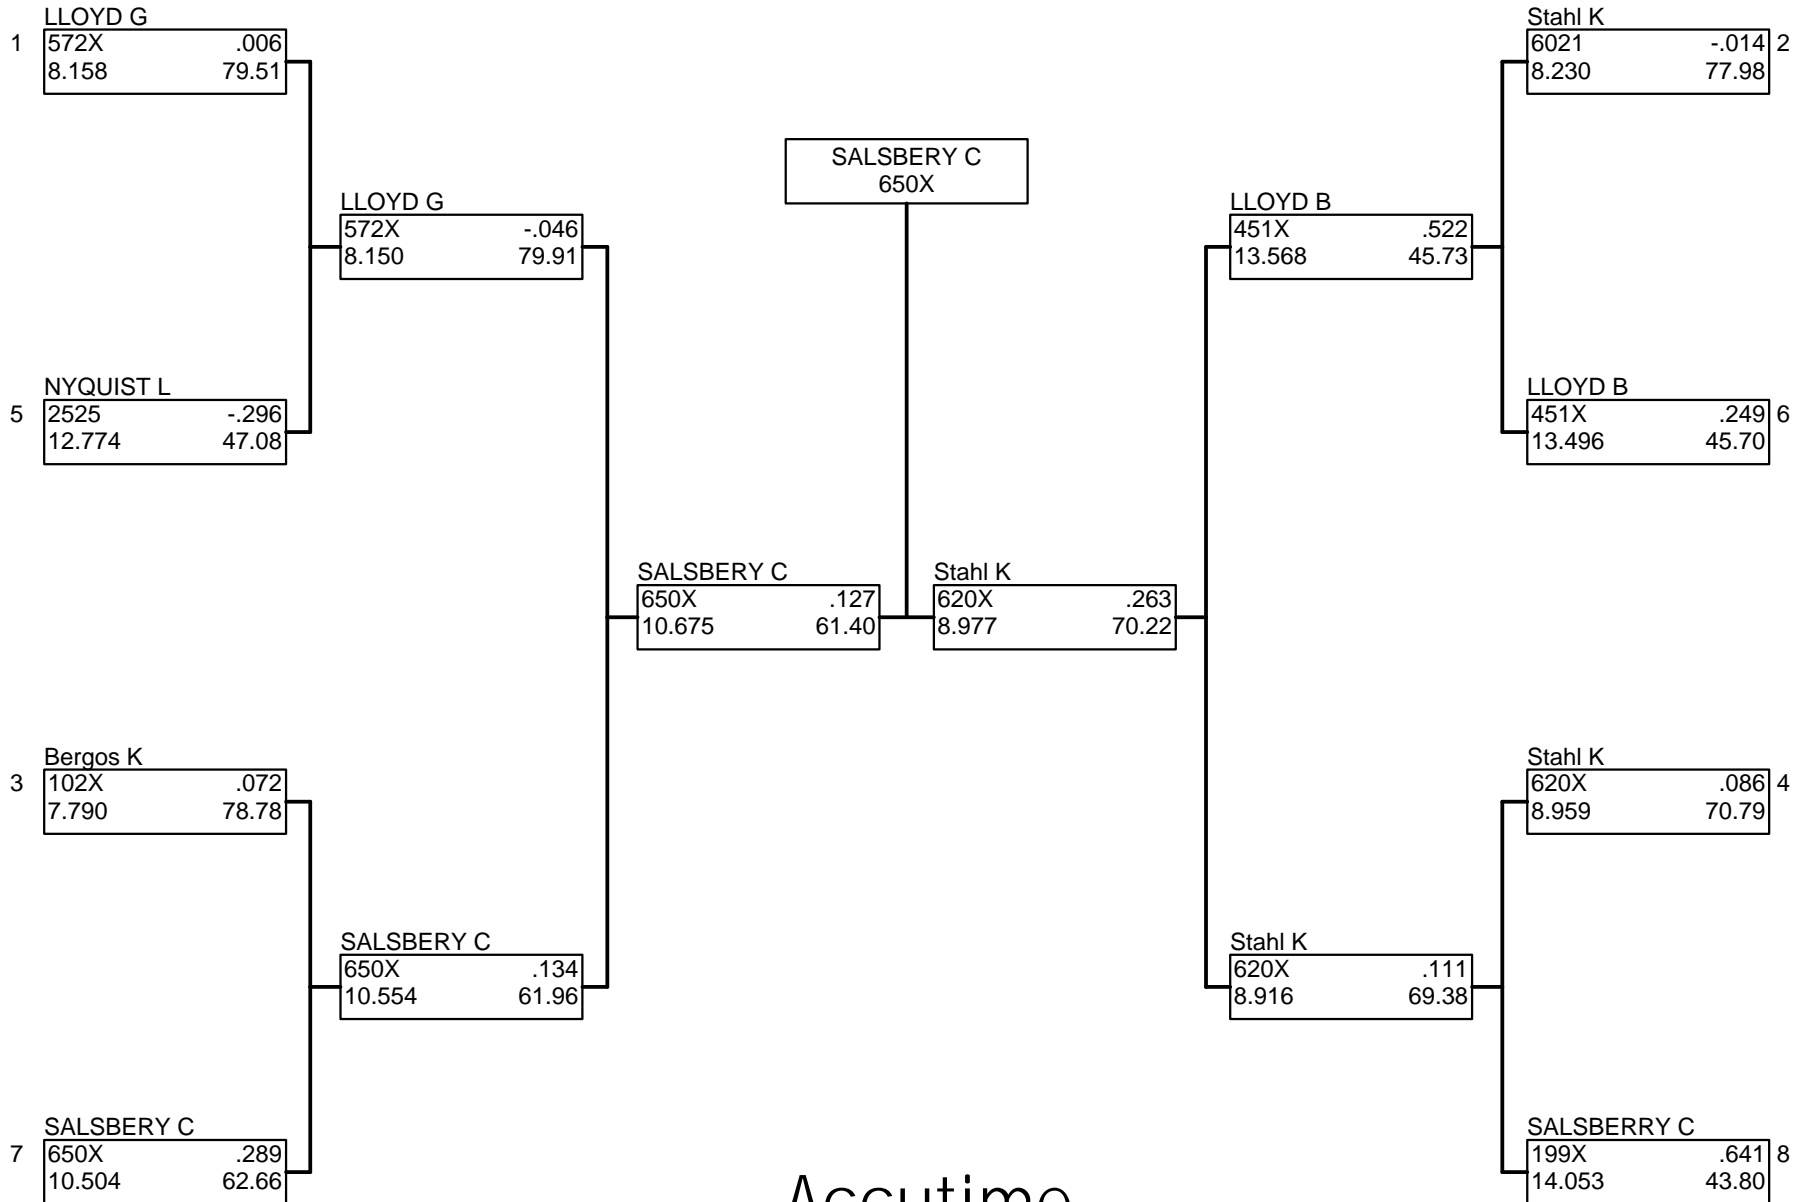 LLOYD G
1 572X .006
8.158 79.51
Stahl K
6021 -.014 2
8.230 77.98
SALSBERY C
650X
LLOYD G
572X -.046
8.150 79.91
LLOYD B
451X .522
13.568 45.73
NYQUIST L
5 2525 -.296
12.774 47.08
LLOYD B
451X .249 6
13.496 45.70
SALSBERY C
650X .127
10.675 61.40
Stahl K
620X .263
8.977 70.22
Bergos K
3 102X .072
7.790 78.78
Stahl K
620X .086 4
8.959 70.79
SALSBERY C
650X .134
10.554 61.96
Stahl K
620X .111
8.916 69.38
SALSBERY C
7 650X .289
10.504 62.66
SALSBERRY C
199X .641 8
14.053 43.80
Accutime